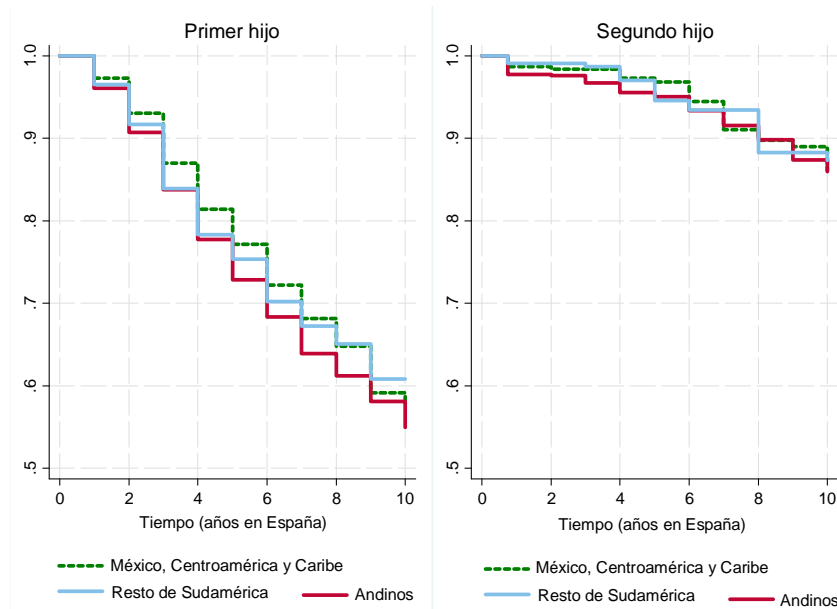 Primer hijo
1.0
.9
.8
.7
.6
.5
0 2 4 6 8 10
Tiempo (años en España)
México, Centroamérica y Caribe
Resto de Sudamérica
Andinos
Segundo hijo
1.0
.9
.8
.7
.6
.5
0 2 4 6 8 10
Tiempo (años en España)
México, Centroamérica y Caribe
Resto de Sudamérica
Andinos